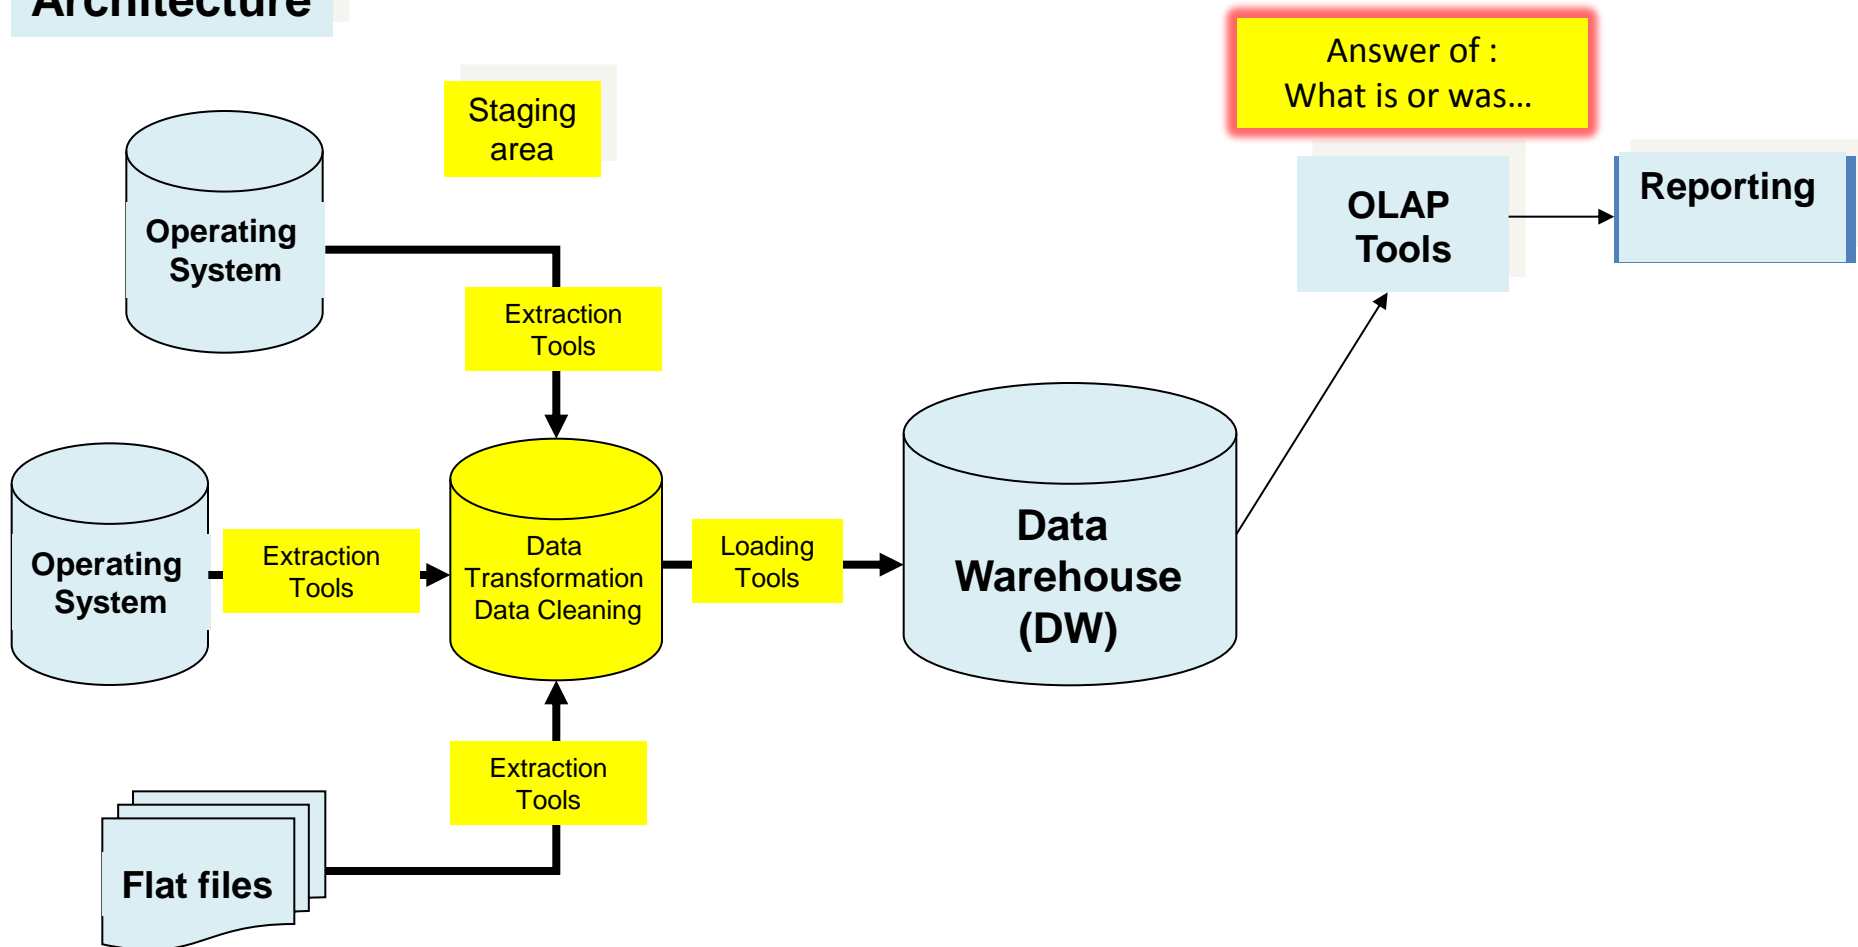 Architecture
Answer of :
What is or was...
Staging
area
OLAP
Tools
Reporting
Operating
System
Extraction
Tools
Operating
System
Extraction
Tools
Data
Transformation
Data Cleaning
Loading
Tools
Data
Warehouse
(DW)
Extraction
Tools
Flat files